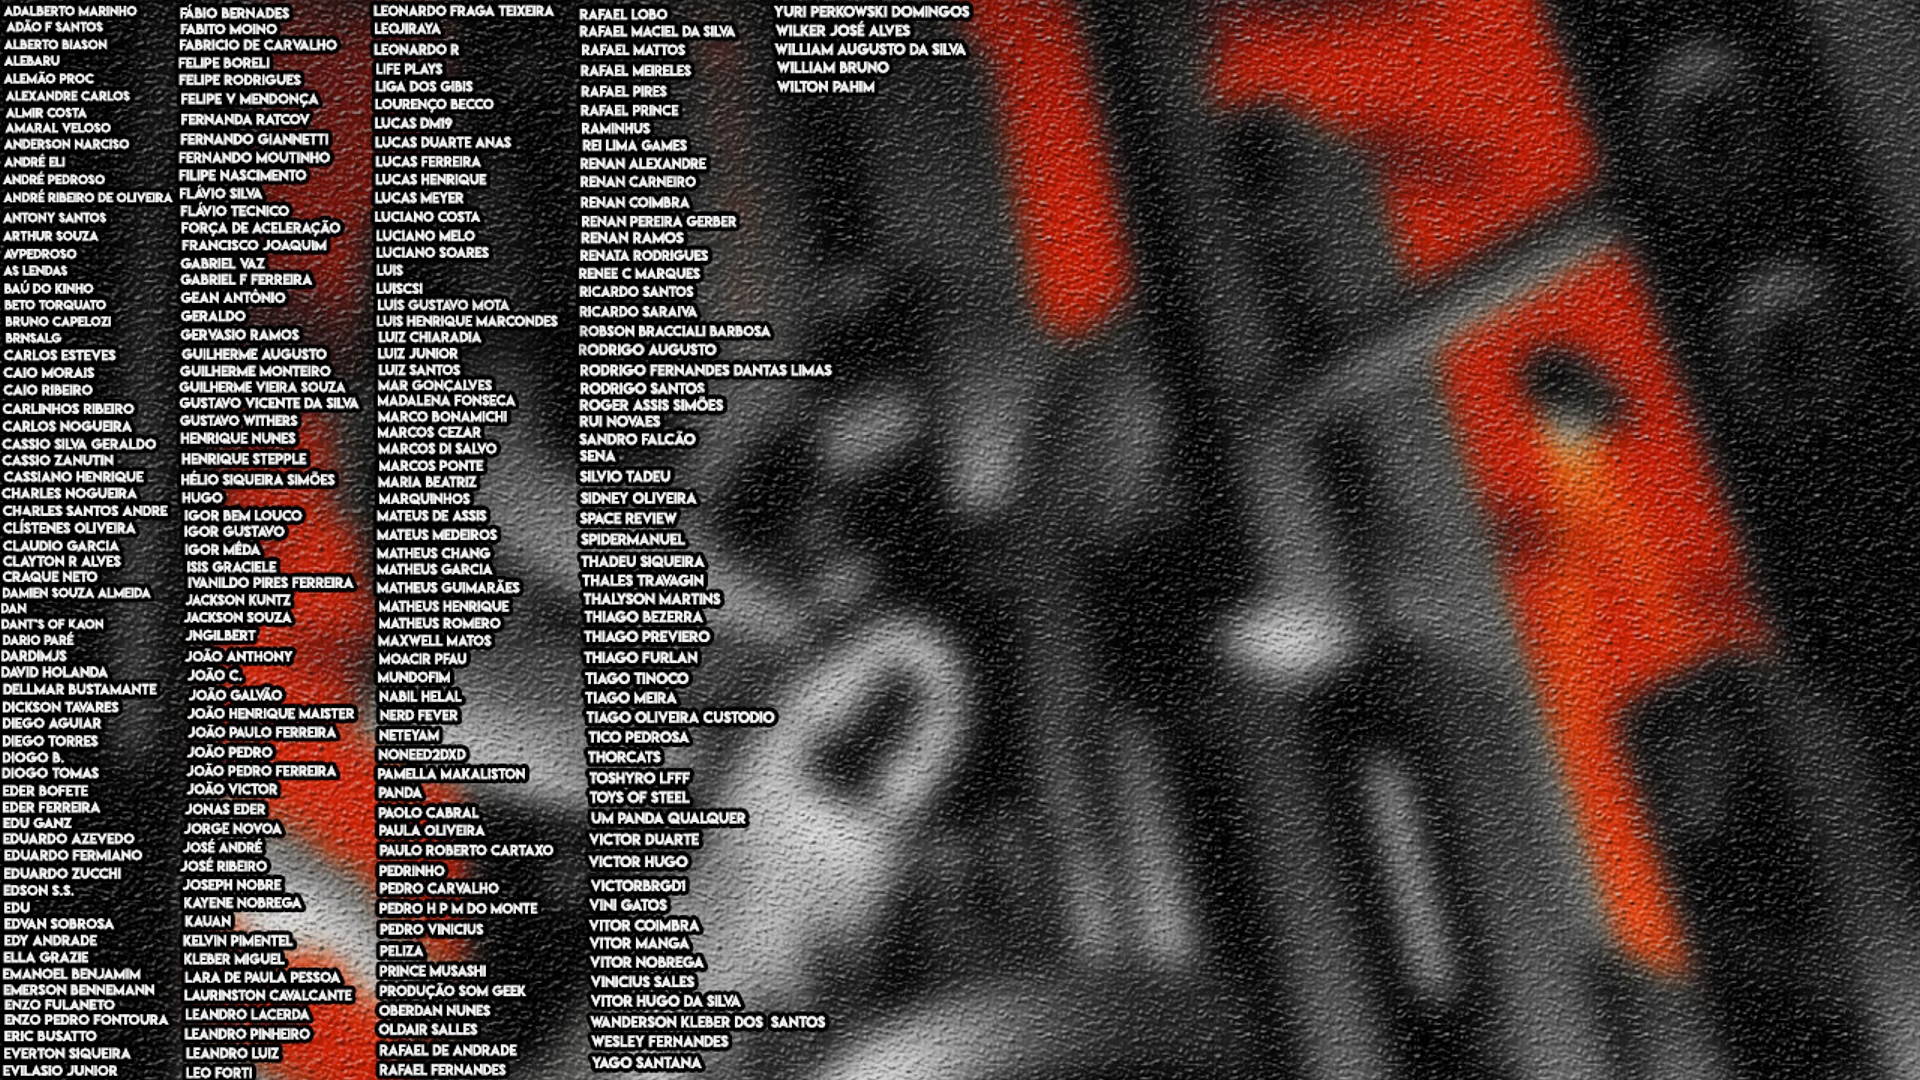 ADALBERTO MARINHO
ADÃO F SANTOS
ALBERTO BIASON
ALEBARU
ALEMÃO PROC
ALEXANDRE CARLOS
ALMIR COSTA
AMARAL VELOSO
ANDERSON NARCISO
ANDRÉ ELI
ANDRÉ PEDROSO
ANDRÉ RIBEIRO DE OLIVEIRA
ANTONY SANTOS
ARTHUR SOUZA
AVPEDROSO
AS LENDAS
BAÚ DO KINHO
BETO TORQUATO
BRUNO CAPELOZI
BRNSALG
CARLOS ESTEVES
CAIO MORAIS
CAIO RIBEIRO
CARLINHOS RIBEIRO
CARLOS NOGUEIRA
CASSIO SILVA GERALDO
CASSIO ZANUTIN
CASSIANO HENRIQUE
CHARLES NOGUEIRA
CHARLES SANTOS ANDRE
CLÍSTENES OLIVEIRA
CLAUDIO GARCIA
CLAYTON R ALVES
CRAQUE NETO
DAMIEN SOUZA ALMEIDA
DAN
DANT'S OF KAON
DARIO PARÉ
DARDIMJS
DAVID HOLANDA
DELLMAR BUSTAMANTE
DICKSON TAVARES
DIEGO AGUIAR
DIEGO TORRES
DIOGO B.
DIOGO TOMAS
EDER BOFETE
EDER FERREIRA
EDU GANZ
EDUARDO AZEVEDO
EDUARDO FERMIANO
EDUARDO ZUCCHI
EDSON S.S.
EDU
EDVAN SOBROSA
EDY ANDRADE
ELLA GRAZIE
EMANOEL BENJAMIM
EMERSON BENNEMANN
ENZO FULANETO
ENZO PEDRO FONTOURA
ERIC BUSATTO
EVERTON SIQUEIRA
EVILASIO JUNIOR
FÁBIO BERNADES
FABITO MOINO
FABRICIO DE CARVALHO
FELIPE BORELI
FELIPE RODRIGUES
FELIPE V MENDONÇA
FERNANDA RATCOV
FERNANDO GIANNETTI
FERNANDO MOUTINHO
FILIPE NASCIMENTO
FLÁVIO SILVA
FLÁVIO TECNICO
FORÇA DE ACELERAÇÃO
FRANCISCO JOAQUIM
GABRIEL VAZ
GABRIEL F FERREIRA
GEAN ANTÔNIO
GERALDO
GERVASIO RAMOS
GUILHERME AUGUSTO
GUILHERME MONTEIRO
GUILHERME VIEIRA SOUZA
GUSTAVO VICENTE DA SILVA
GUSTAVO WITHERS
HENRIQUE NUNES
HENRIQUE STEPPLE
HÉLIO SIQUEIRA SIMÕES
HUGO
IGOR BEM LOUCO
IGOR GUSTAVO
IGOR MÉDA
ISIS GRACIELE
IVANILDO PIRES FERREIRA
JACKSON KUNTZ
JACKSON SOUZA
JNGILBERT
JOÃO ANTHONY
JOÃO C.
JOÃO GALVÃO
JOÃO HENRIQUE MAISTER
JOÃO PAULO FERREIRA
JOÃO PEDRO
JOÃO PEDRO FERREIRA
JOÃO VICTOR
JONAS EDER
JORGE NOVOA
JOSÉ ANDRÉ
JOSÉ RIBEIRO
JOSEPH NOBRE
KAYENE NOBREGA
KAUAN
KELVIN PIMENTEL
KLEBER MIGUEL
LARA DE PAULA PESSOA
LAURINSTON CAVALCANTE
LEANDRO LACERDA
LEANDRO PINHEIRO
LEANDRO LUIZ
LEO FORTI
LEONARDO FRAGA TEIXEIRA
LEOJIRAYA
LEONARDO R
LIFE PLAYS
LIGA DOS GIBIS
LOURENÇO BECCO
LUCAS DM19
LUCAS DUARTE ANAS
LUCAS FERREIRA
LUCAS HENRIQUE
LUCAS MEYER
LUCIANO COSTA
LUCIANO MELO
LUCIANO SOARES
LUIS
LUISCSI
LUÍS GUSTAVO MOTA
LUIS HENRIQUE MARCONDES
LUIZ CHIARADIA
LUIZ JUNIOR
LUIZ SANTOS
MAR GONÇALVES
MADALENA FONSECA
MARCO BONAMICHI
MARCOS CEZAR
MARCOS DI SALVO
MARCOS PONTE
MARIA BEATRIZ
MARQUINHOS
MATEUS DE ASSIS
MATEUS MEDEIROS
MATHEUS CHANG
MATHEUS GARCIA
MATHEUS GUIMARÃES
MATHEUS HENRIQUE
MATHEUS ROMERO
MAXWELL MATOS
MOACIR PFAU
MUNDOFIM
NABIL HELAL
NERD FEVER
NETEYAM
NONEED2DXD
PAMELLA MAKALISTON
PANDA
PAOLO CABRAL
PAULA OLIVEIRA
PAULO ROBERTO CARTAXO
PEDRINHO
PEDRO CARVALHO
PEDRO H P M DO MONTE
PEDRO VINICIUS
PELIZA
PRINCE MUSASHI
PRODUÇÃO SOM GEEK
OBERDAN NUNES
OLDAIR SALLES
RAFAEL DE ANDRADE
RAFAEL FERNANDES
RAFAEL LOBO
RAFAEL MACIEL DA SILVA
RAFAEL MATTOS
RAFAEL MEIRELES
RAFAEL PIRES
RAFAEL PRINCE
RAMINHUS
REI LIMA GAMES
RENAN ALEXANDRE
RENAN CARNEIRO
RENAN COIMBRA
RENAN PEREIRA GERBER
RENAN RAMOS
RENATA RODRIGUES
RENEE C MARQUES
RICARDO SANTOS
RICARDO SARAIVA
ROBSON BRACCIALI BARBOSA
RODRIGO AUGUSTO
RODRIGO FERNANDES DANTAS LIMAS
RODRIGO SANTOS
ROGER ASSIS SIMÕES
RUI NOVAES
SANDRO FALCÃO
SENA
SILVIO TADEU
SIDNEY OLIVEIRA
SPACE REVIEW
SPIDERMANUEL
THADEU SIQUEIRA
THALES TRAVAGIN
THALYSON MARTINS
THIAGO BEZERRA
THIAGO PREVIERO
THIAGO FURLAN
TIAGO TINOCO
TIAGO MEIRA
TIAGO OLIVEIRA CUSTODIO
TICO PEDROSA
THORCATS
TOSHYRO LFFF
TOYS OF STEEL
UM PANDA QUALQUER
VICTOR DUARTE
VICTOR HUGO
VICTORBRGD1
VINI GATOS
VITOR COIMBRA
VITOR MANGA
VITOR NOBREGA
VINICIUS SALES
VITOR HUGO DA SILVA
WANDERSON KLEBER DOS SANTOS
WESLEY FERNANDES
YAGO SANTANA
YURI PERKOWSKI DOMINGOS
WILKER JOSÉ ALVES
WILLIAM AUGUSTO DA SILVA
WILLIAM BRUNO
WILTON PAHIM